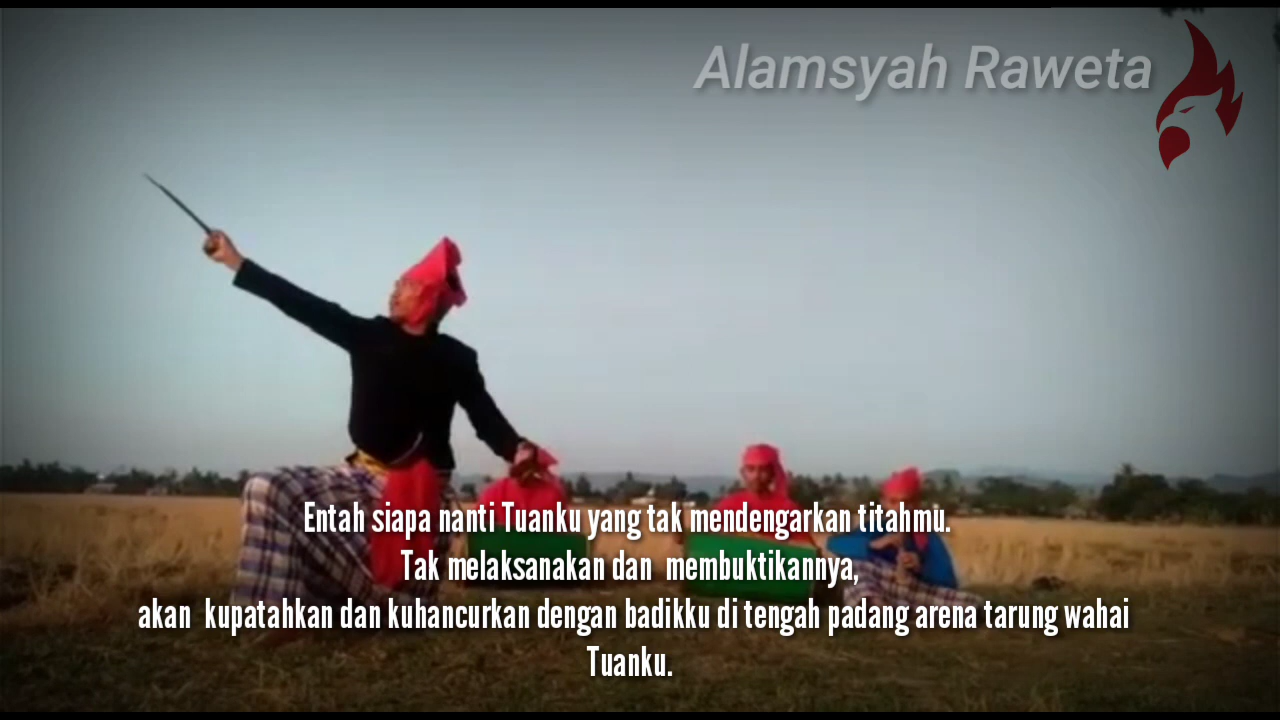 Alamsyah Raweta
Entah siapa nanti Tuanku yang tak mendengarkan titahmu.
Tak melaksanakan dan membuktikannya,
akan kupatahkan dan kuhancurkan dengan badikku di tengah padang arena tarung wahai
Tuanku.